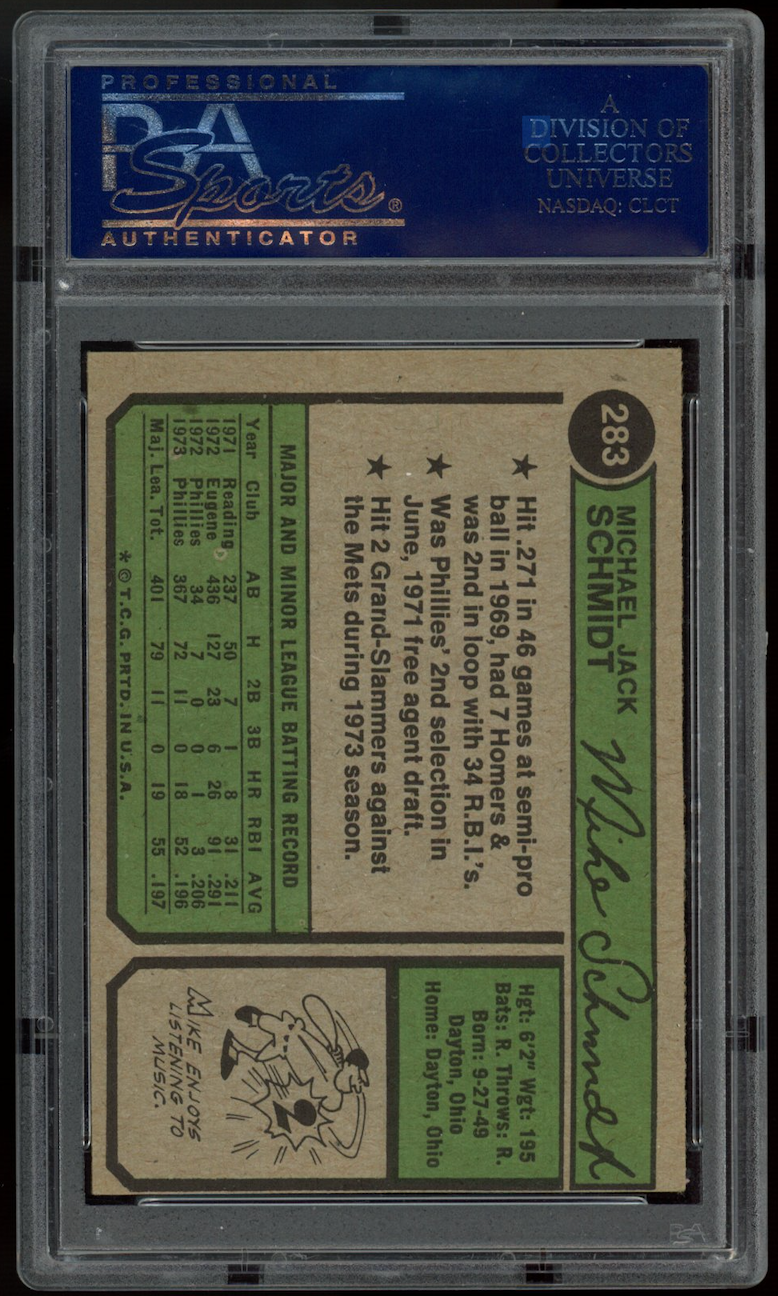 PROFESSIONAL
PSA
Sports®
AUTHENTICATOR
A
DIVISION OF
COLLECTORS
UNIVERSE
NASDAQ: CLCT
283
MICHAEL JACK
SCHMIDT
Mike Schmidt
★ Hit .271 in 46 games at semi-pro
ball in 1969, had 7 Homers &
was 2nd in loop with 34 R.B.I.'s.
★ Was Phillies' 2nd selection in
June, 1971 free agent draft.
★ Hit 2 Grand-Slammers against
the Mets during 1973 season.
MAJOR AND MINOR LEAGUE BATTING RECORD
Year Club AB H 2B 3B HR RBI AVG
1971 Reading 237 50 7 1 8 31 .211
1972 Eugene 436 127 23 6 26 91 .291
1972 Phillies 34 7 0 0 1 3 .206
1973 Phillies 367 72 11 0 18 52 .196
Maj. Lea. Tot. 401 79 11 0 19 55 .197
*© T.C.G. PRTD. IN U.S.A.
Hgt: 6'2" Wgt: 195
Bats: R. Throws: R.
Born: 9-27-49
Dayton, Ohio
Home: Dayton, Ohio
MIKE ENJOYS
LISTENING TO
MUSIC.
PSA